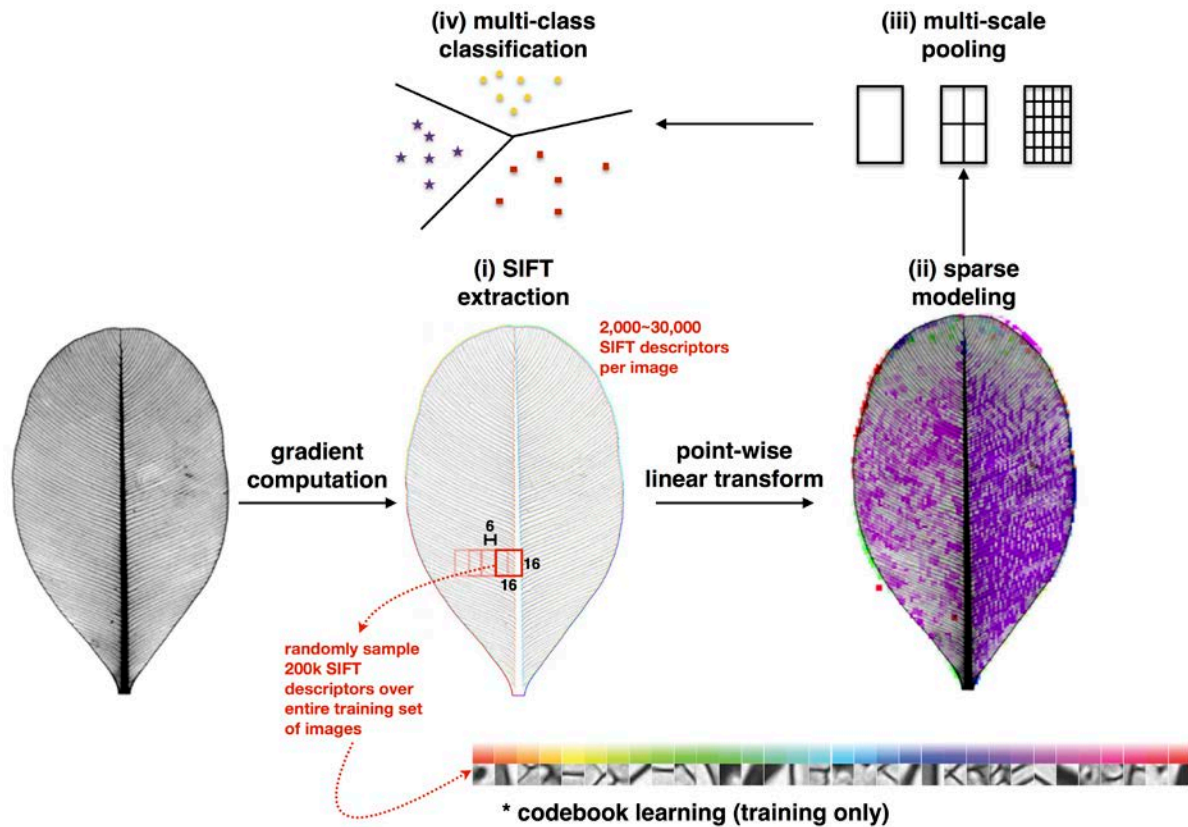 (iv) multi-class
classification
(iii) multi-scale
pooling
(i) SIFT
extraction
(ii) sparse
modeling
2,000~30,000
SIFT descriptors
per image
gradient
computation
point-wise
linear transform
6
16
16
randomly sample
200k SIFT
descriptors over
entire training set
of images
* codebook learning (training only)